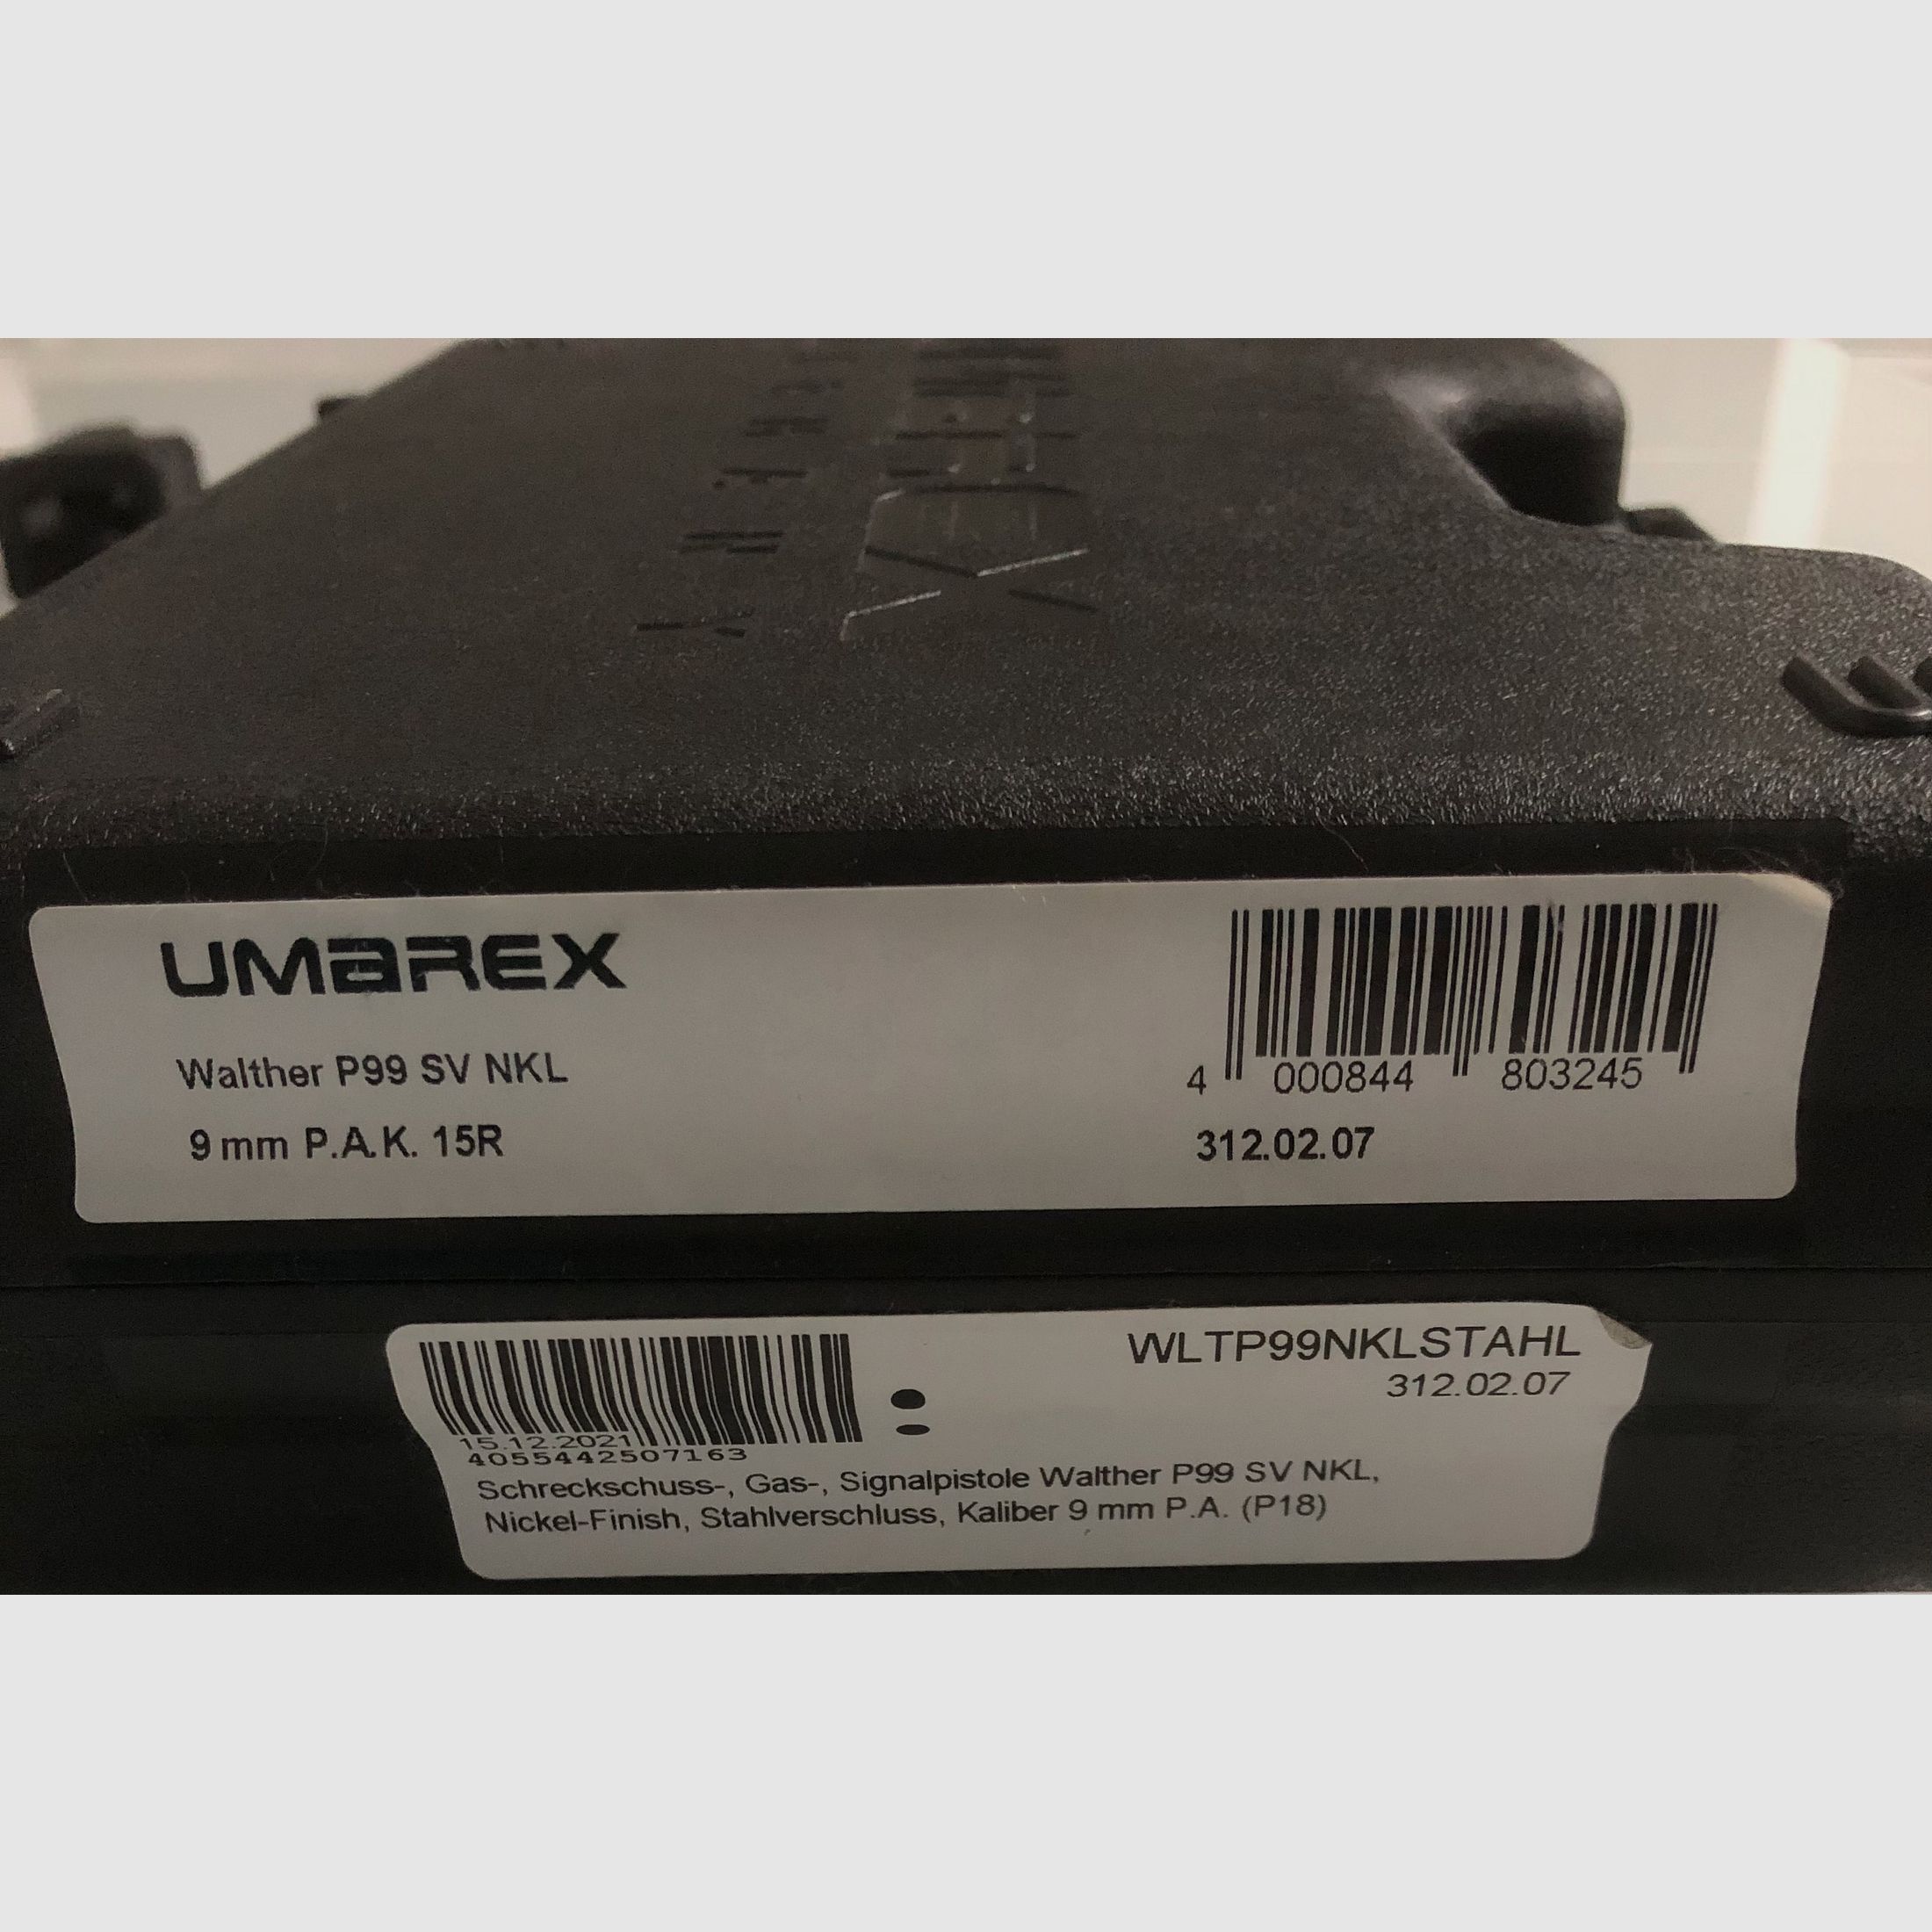 UMAREX
Walther P99 SV NKL
9 mm P.A.K. 15R
4 000844 803245
312.02.07
WLTP99NKLSTAHL
312.02.07
15.12.2021
4055442507163
Schreckschuss-, Gas-, Signalpistole Walther P99 SV NKL,
Nickel-Finish, Stahlverschluss, Kaliber 9 mm P.A. (P18)